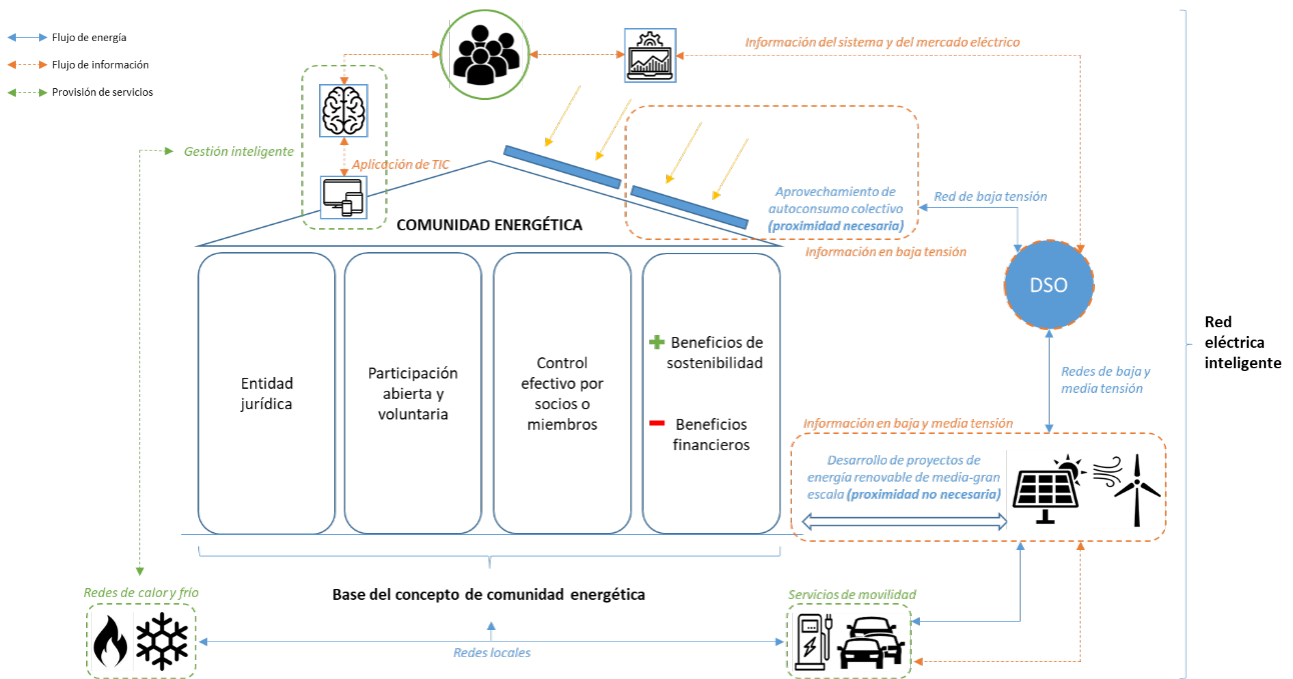 Flujo de energía
Flujo de información
Provisión de servicios
Información del sistema y del mercado eléctrico
Gestión inteligente
Aplicación de TIC
COMUNIDAD ENERGÉTICA
Aprovechamiento de
autoconsumo colectivo
(proximidad necesaria)
Red de baja tensión
Información en baja tensión
DSO
Red
eléctrica
inteligente
Entidad
jurídica
Participación
abierta y
voluntaria
Control
efectivo por
socios o
miembros
Beneficios de
sostenibilidad
Beneficios
financieros
Redes de baja y
media tensión
Información en baja y media tensión
Desarrollo de proyectos de
energía renovable de media-gran
escala (proximidad no necesaria)
Base del concepto de comunidad energética
Redes de calor y frío
Servicios de movilidad
Redes locales